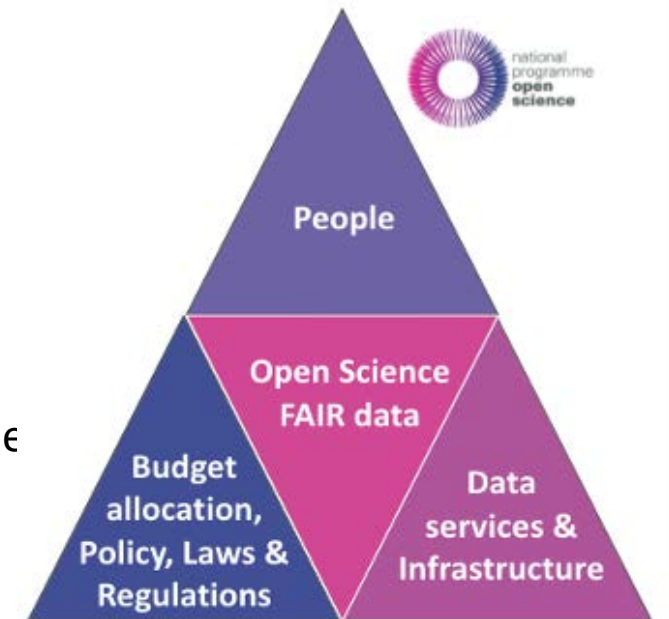 national
programme
open
science
People
Open Science
FAIR data
e
Budget
allocation,
Policy, Laws &
Regulations
Data
services &
Infrastructure